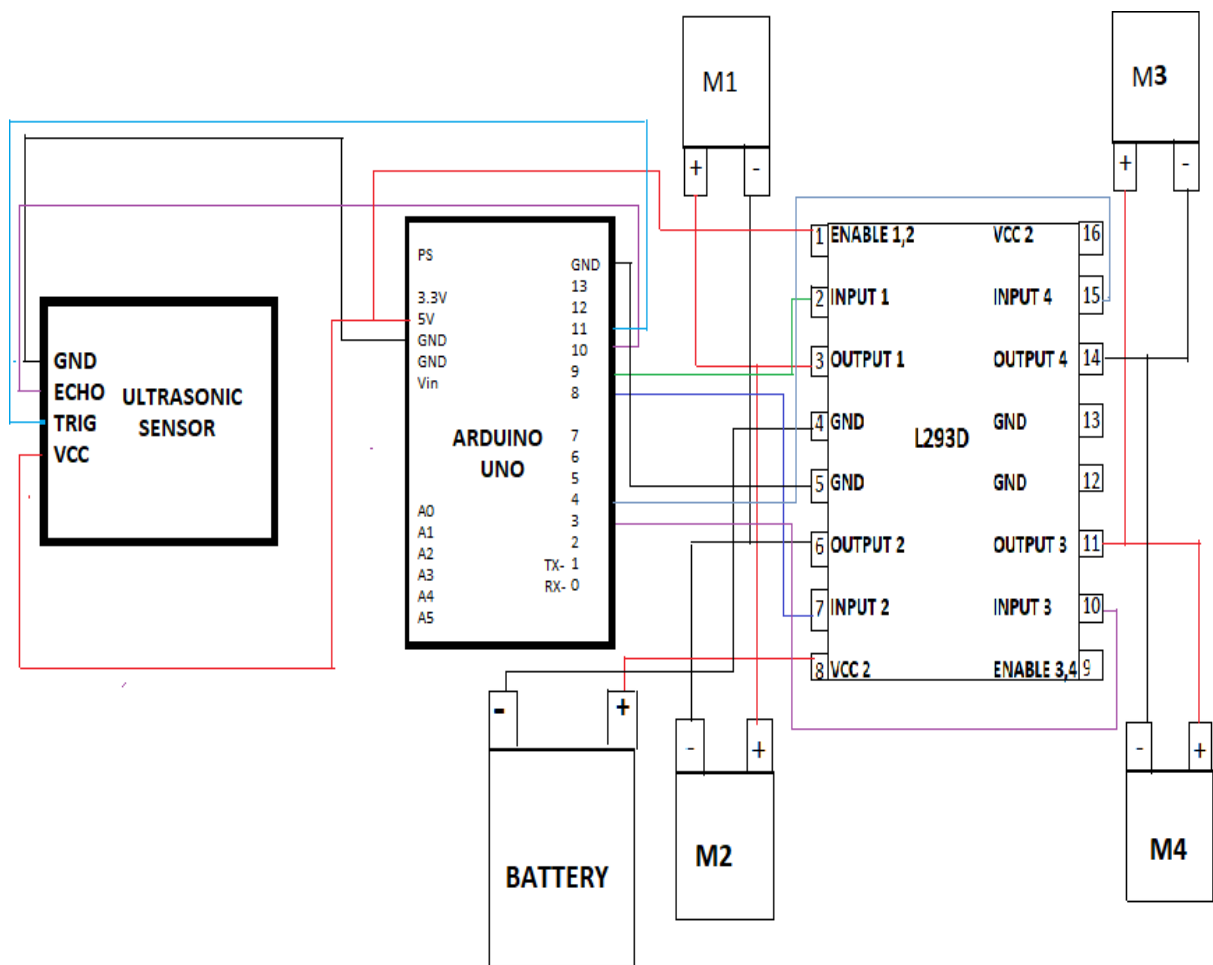 M1
+
-
M3
+
-
GND
ECHO
TRIG
VCC
ULTRASONIC
SENSOR
PS
3.3V
5V
GND
GND
Vin
A0
A1
A2
A3
A4
A5
ARDUINO
UNO
GND
13
12
11
10
9
8
7
6
5
4
3
2
TX- 1
RX- 0
1 ENABLE 1,2
2 INPUT 1
3 OUTPUT 1
4 GND
5 GND
6 OUTPUT 2
7 INPUT 2
8 VCC 2
L293D
VCC 2 16
INPUT 4 15
OUTPUT 4 14
GND 13
GND 12
OUTPUT 3 11
INPUT 3 10
ENABLE 3,4 9
-
+
BATTERY
-
+
M2
-
+
M4